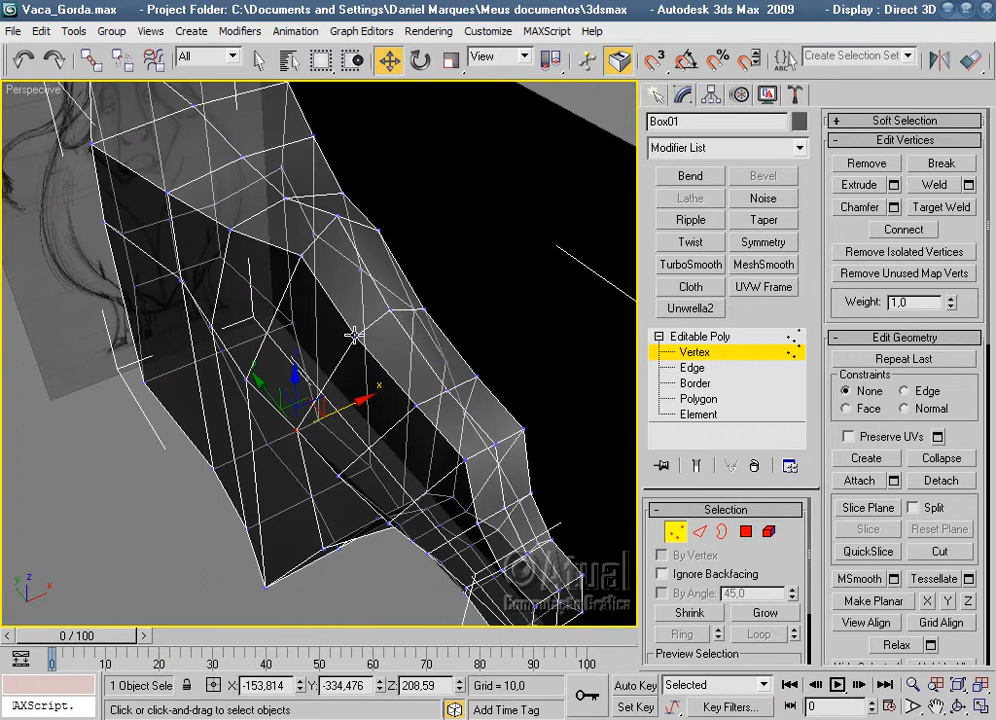 Vaca_Gorda.max - Project Folder: C:\Documents and Settings\Daniel Marques\Meus documentos\3dsmax - Autodesk 3ds Max 2009 - Display : Direct 3D
File Edit Tools Group Views Create Modifiers Animation Graph Editors Rendering Customize MAXScript Help
All View Create Selection Set
Perspective
Box01
Modifier List
Bend Bevel
Lathe Noise
Ripple Taper
Twist Symmetry
TurboSmooth MeshSmooth
Cloth UVW Frame
Unwrella2
Editable Poly
Vertex
Edge
Border
Polygon
Element
Selection
By Vertex
Ignore Backfacing
By Angle: 45,0
Shrink Grow
Ring Loop
Preview Selection
Soft Selection
Edit Vertices
Remove Break
Extrude Weld
Chamfer Target Weld
Connect
Remove Isolated Vertices
Remove Unused Map Verts
Weight: 1,0
Edit Geometry
Repeat Last
Constraints
None Edge
Face Normal
Preserve UVs
Create Collapse
Attach Detach
Slice Plane Split
Slice Reset Plane
QuickSlice Cut
MSmooth Tessellate
Make Planar X Y Z
View Align Grid Align
Relax
x
z
y
x
© Atual
Computação Gráfica
0 / 100
0 10 20 30 40 50 60 70 80 90 100
1 Object Sele X: -153,814 Y: -334,476 Z: 208,59 Grid = 10,0 Auto Key Selected
AXScript. Click or click-and-drag to select objects Add Time Tag Set Key Key Filters... 0